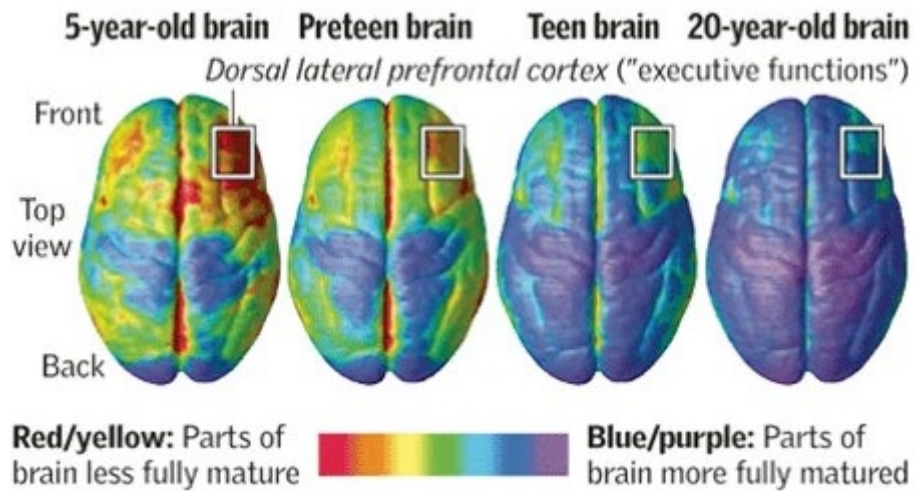 5-year-old brain Preteen brain Teen brain 20-year-old brain
Dorsal lateral prefrontal cortex ("executive functions")
Front
Top
view
Back
Red/yellow: Parts of
brain less fully mature
Blue/purple: Parts of
brain more fully matured